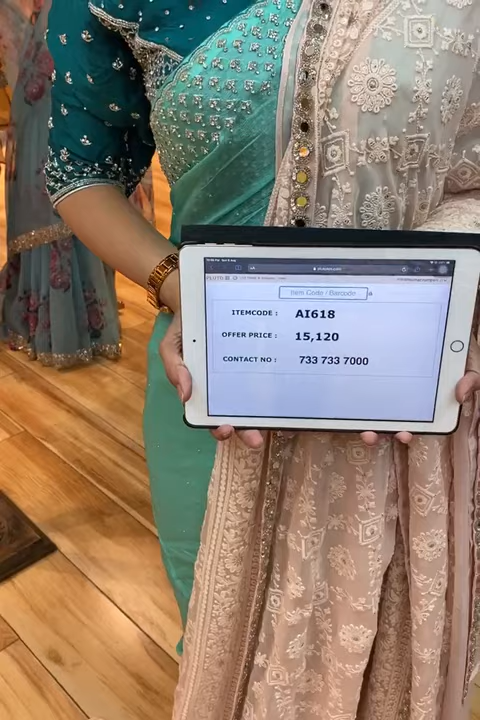 Item Code / Barcode
ITEMCODE : AI618
OFFER PRICE : 15,120
CONTACT NO : 733 733 7000